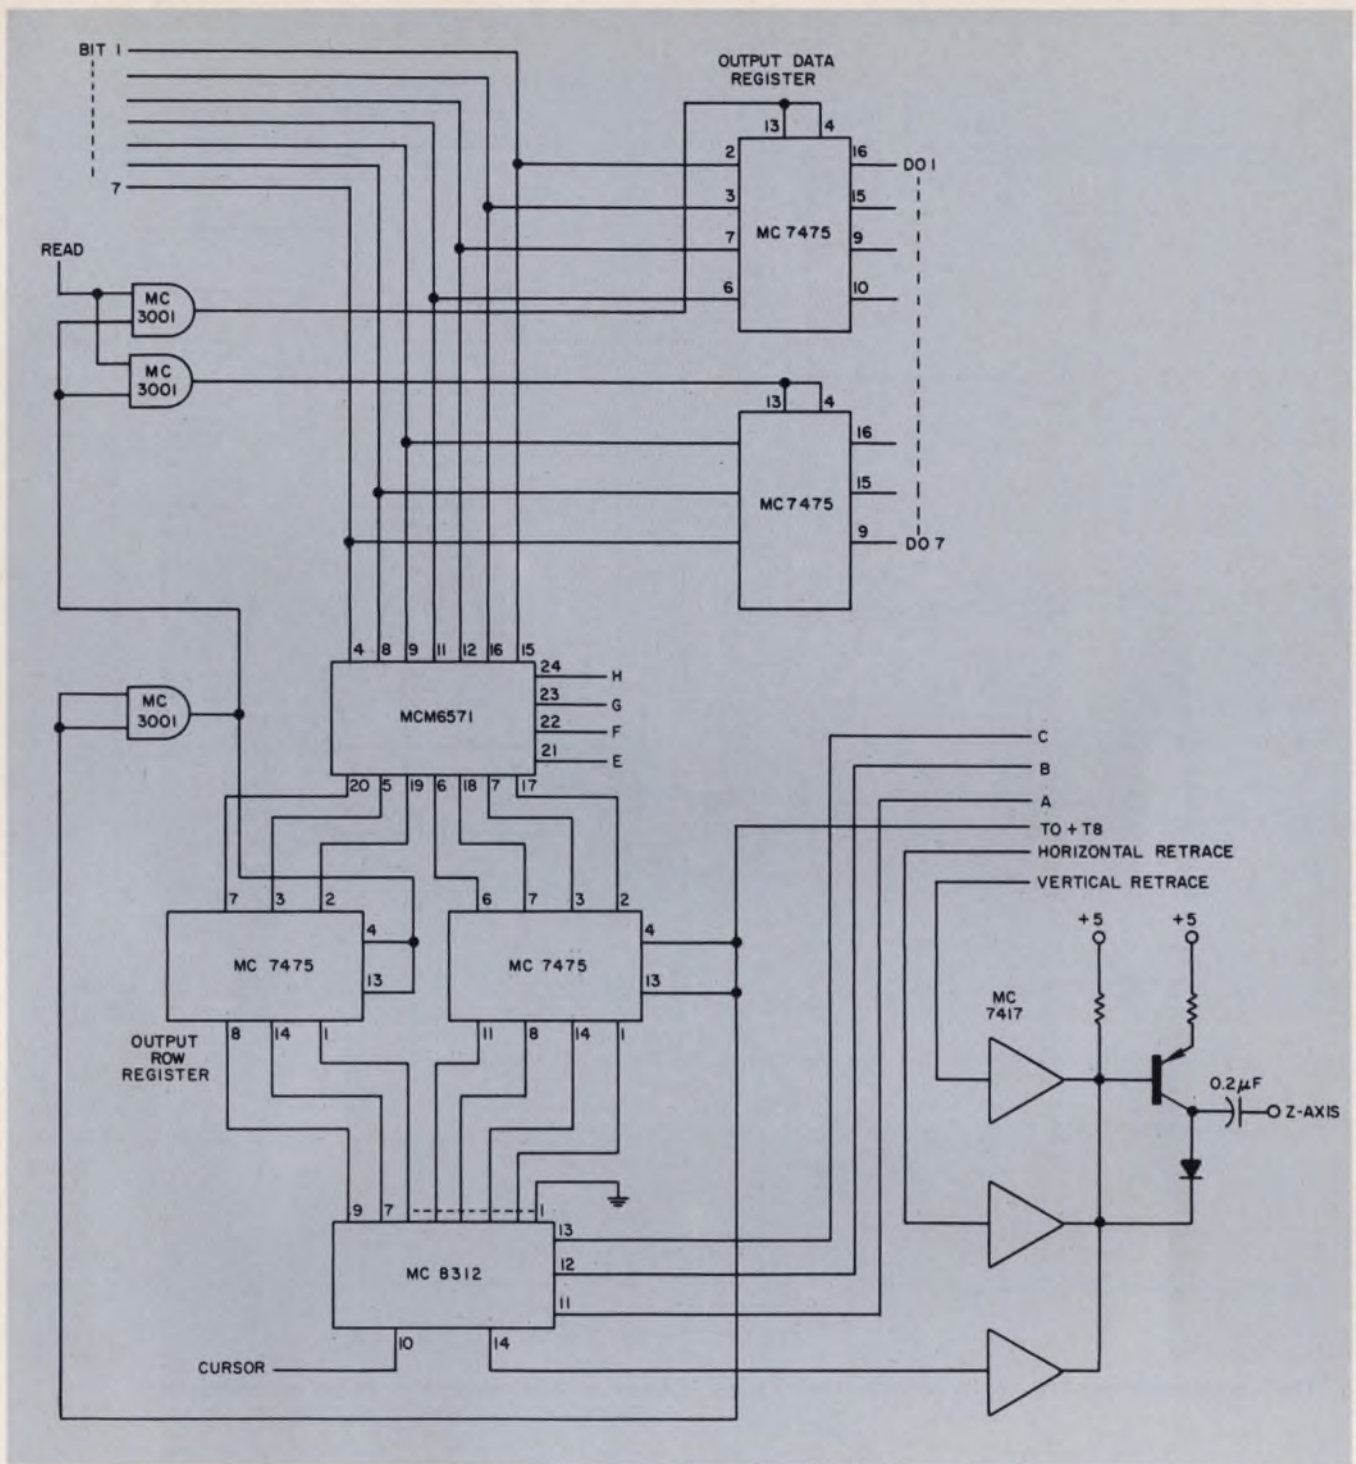 BIT 1
7
READ
MC
3001
MC
3001
OUTPUT DATA
REGISTER
13 4
2 16 DO 1
3 15
MC 7475
7 9
6 10
13 4
16
15
MC7475
9 DO 7
4 8 9 11 12 16 15
24 H
23 G
MCM6571
22 F
21 E
20 5 19 6 18 7 17
MC
3001
C
B
A
TO + T8
HORIZONTAL RETRACE
VERTICAL RETRACE
7 3 2
4
MC 7475
13
8 14 1
OUTPUT
ROW
REGISTER
6 7 3 2
4
MC 7475
13
11 8 14 1
+5 +5
MC
7417
0.2μF
Z-AXIS
9 7 1
13
MC 8312
12
11
10 14
CURSOR